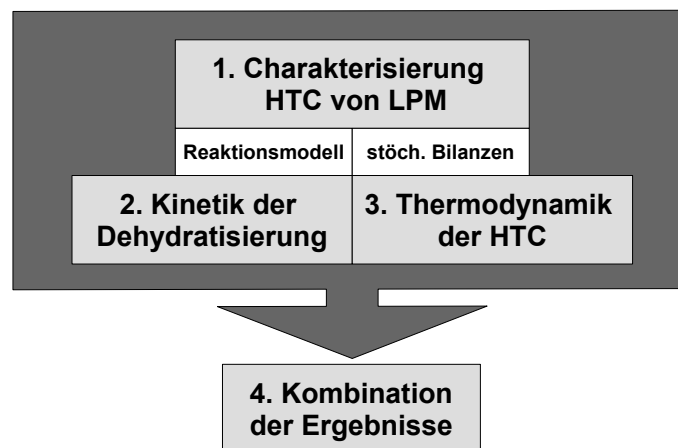 1. Charakterisierung
HTC von LPM
Reaktionsmodell
stöch. Bilanzen
2. Kinetik der
Dehydratisierung
3. Thermodynamik
der HTC
4. Kombination
der Ergebnisse